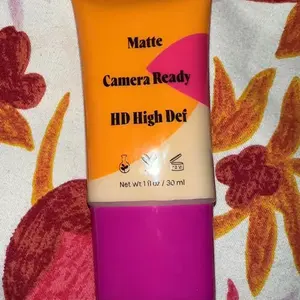 Matte
Camera Ready
HD High Def
Net wt 1 fl oz / 30 ml